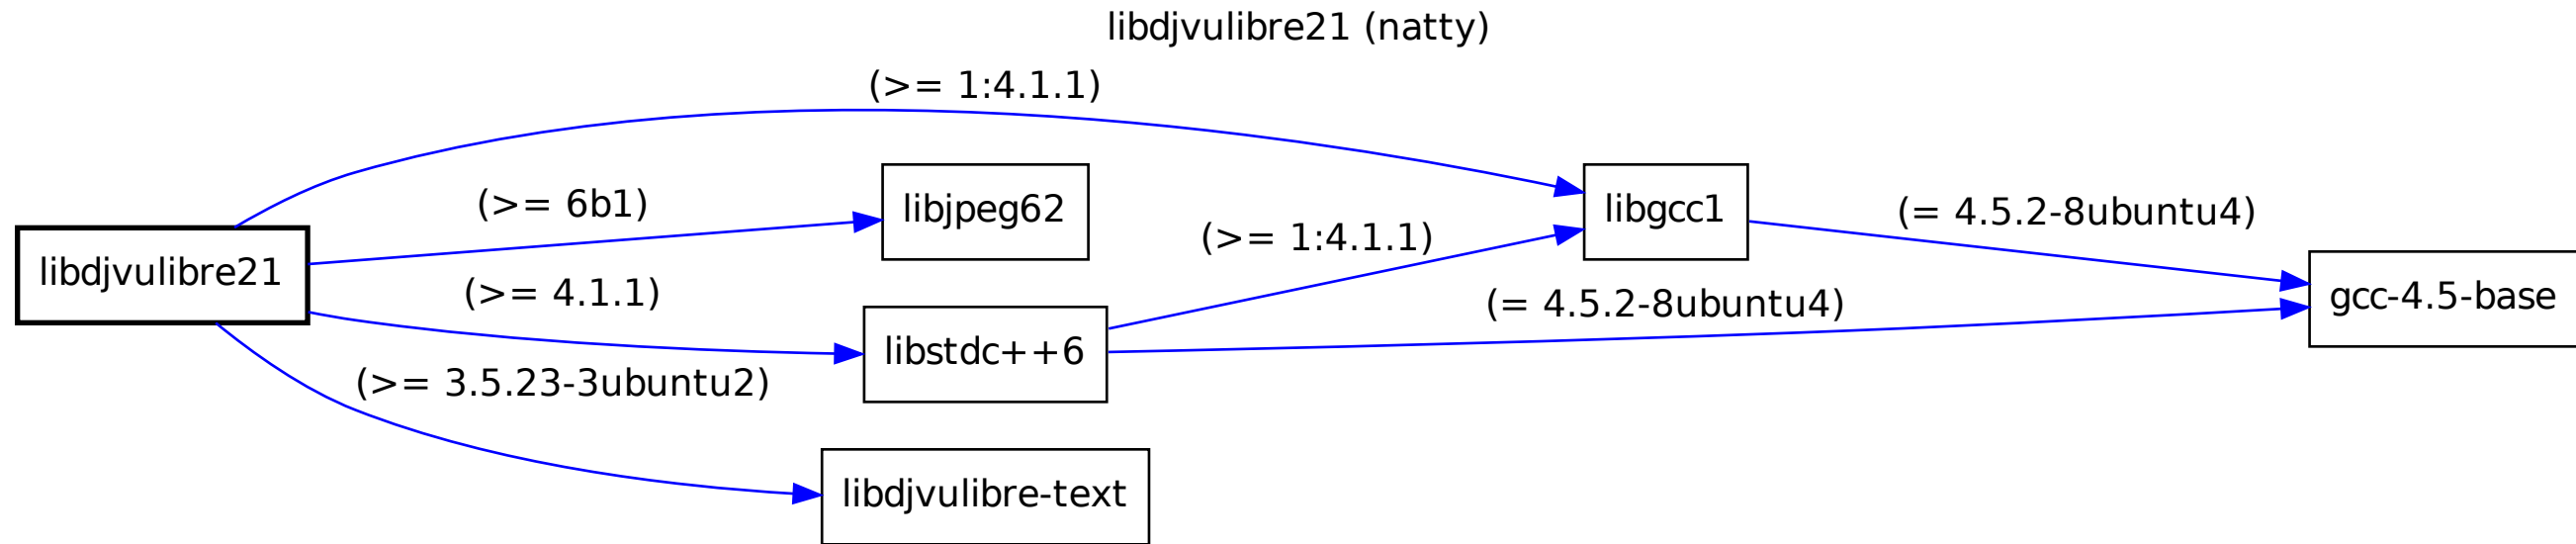 libdjvulibre21 (natty)
(>= 1:4.1.1)
(>= 6b1)
libjpeg62
libgcc1
(= 4.5.2-8ubuntu4)
(>= 1:4.1.1)
libdjvulibre21
(>= 4.1.1)
(= 4.5.2-8ubuntu4)
gcc-4.5-base
libstdc++6
(>= 3.5.23-3ubuntu2)
libdjvulibre-text